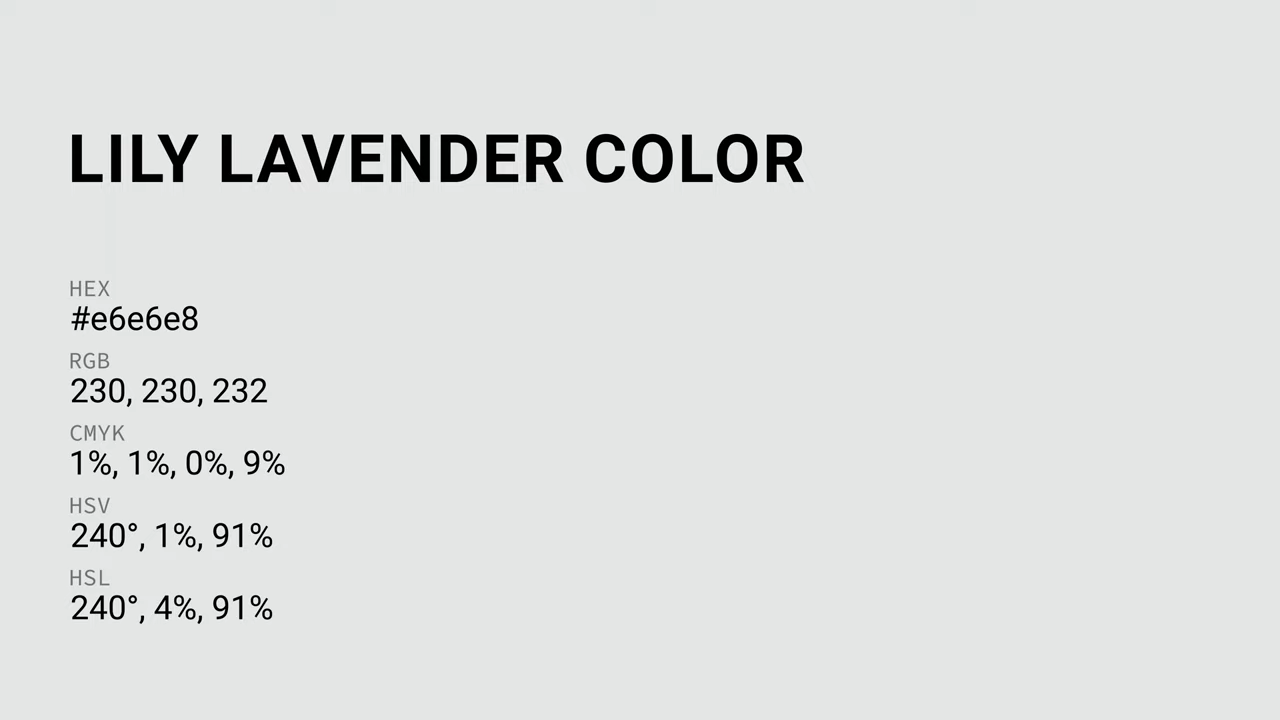 LILY LAVENDER COLOR
HEX
#e6e6e8
RGB
230, 230, 232
CMYK
1%, 1%, 0%, 9%
HSV
240°, 1%, 91%
HSL
240°, 4%, 91%